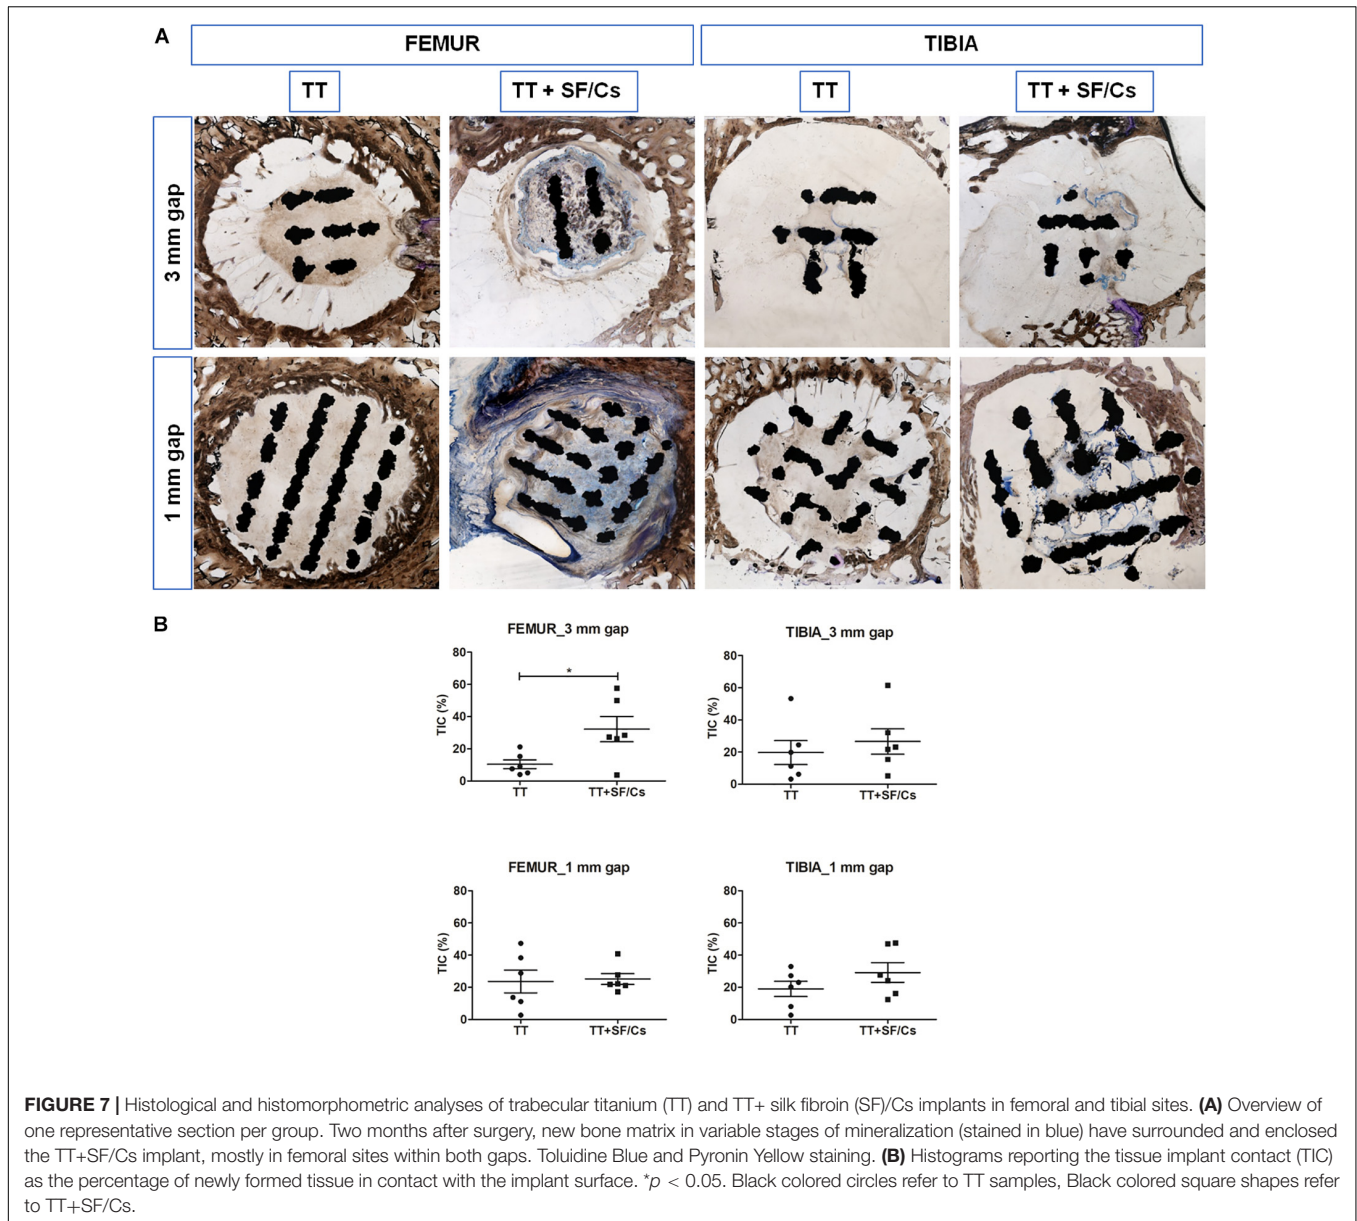 A
FEMUR
TIBIA
TT
TT + SF/Cs
TT
TT + SF/Cs
3 mm gap
1 mm gap
B
FEMUR_3 mm gap
80
60
40
20
0
TIC (%)
*
TT
TT+SF/Cs
TIBIA_3 mm gap
80
60
40
20
0
TIC (%)
TT
TT+SF/Cs
FEMUR_1 mm gap
80
60
40
20
0
TIC (%)
TT
TT+SF/Cs
TIBIA_1 mm gap
80
60
40
20
0
TIC (%)
TT
TT+SF/Cs
FIGURE 7 | Histological and histomorphometric analyses of trabecular titanium (TT) and TT+ silk fibroin (SF)/Cs implants in femoral and tibial sites. (A) Overview of
one representative section per group. Two months after surgery, new bone matrix in variable stages of mineralization (stained in blue) have surrounded and enclosed
the TT+SF/Cs implant, mostly in femoral sites within both gaps. Toluidine Blue and Pyronin Yellow staining. (B) Histograms reporting the tissue implant contact (TIC)
as the percentage of newly formed tissue in contact with the implant surface. *p < 0.05. Black colored circles refer to TT samples, Black colored square shapes refer
to TT+SF/Cs.